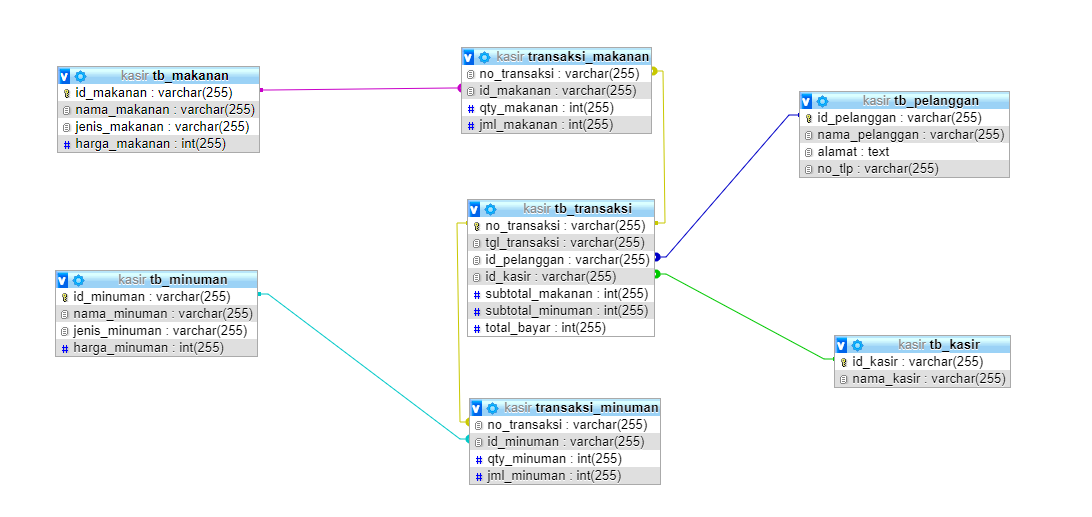 kasir tb_makanan
id_makanan : varchar(255)
nama_makanan : varchar(255)
jenis_makanan : varchar(255)
# harga_makanan : int(255)
kasir transaksi_makanan
no_transaksi : varchar(255)
id_makanan : varchar(255)
# qty_makanan : int(255)
# jml_makanan : int(255)
kasir tb_pelanggan
id_pelanggan : varchar(255)
nama_pelanggan : varchar(255)
alamat : text
no_tlp : varchar(255)
kasir tb_transaksi
no_transaksi : varchar(255)
tgl_transaksi : varchar(255)
id_pelanggan : varchar(255)
id_kasir : varchar(255)
# subtotal_makanan : int(255)
# subtotal_minuman : int(255)
# total_bayar : int(255)
kasir tb_minuman
id_minuman : varchar(255)
nama_minuman : varchar(255)
jenis_minuman : varchar(255)
# harga_minuman : int(255)
kasir tb_kasir
id_kasir : varchar(255)
nama_kasir : varchar(255)
kasir transaksi_minuman
no_transaksi : varchar(255)
id_minuman : varchar(255)
# qty_minuman : int(255)
# jml_minuman : int(255)